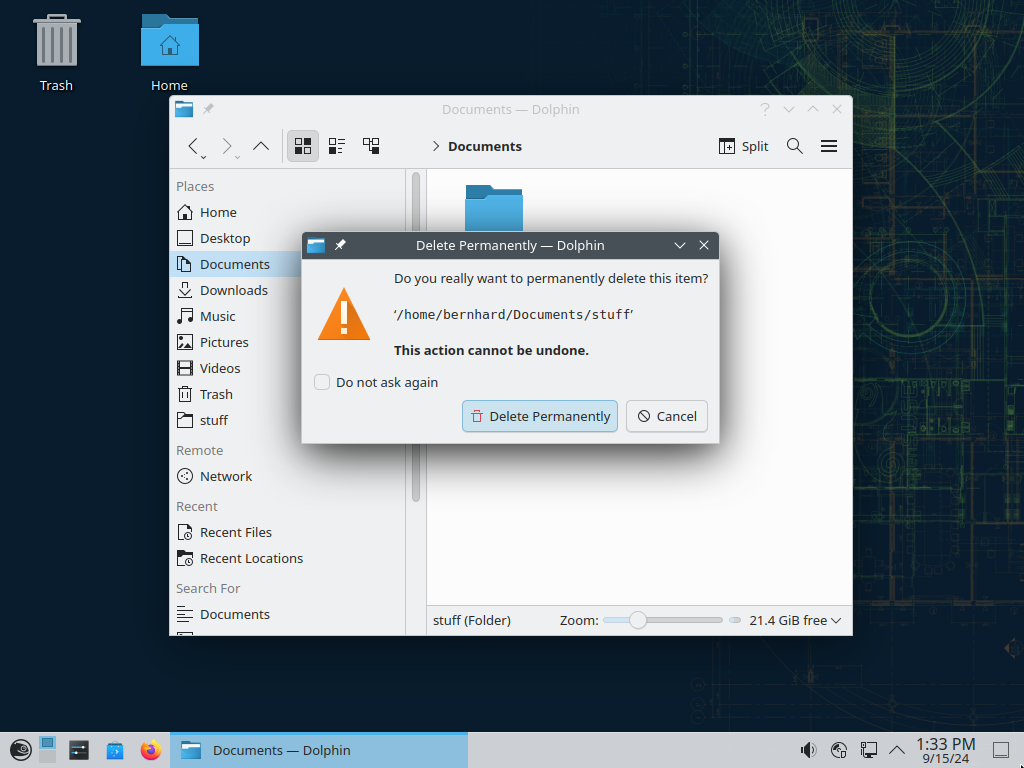 Trash
Home
Documents — Dolphin
Documents
Split
Places
Home
Desktop
Documents
Downloads
Music
Pictures
Videos
Trash
stuff
Remote
Network
Recent
Recent Files
Recent Locations
Search For
Documents
Delete Permanently — Dolphin
Do you really want to permanently delete this item?
‘/home/bernhard/Documents/stuff’
This action cannot be undone.
Do not ask again
Delete Permanently
Cancel
stuff (Folder)
Zoom:
21.4 GiB free
Documents — Dolphin
1:33 PM
9/15/24